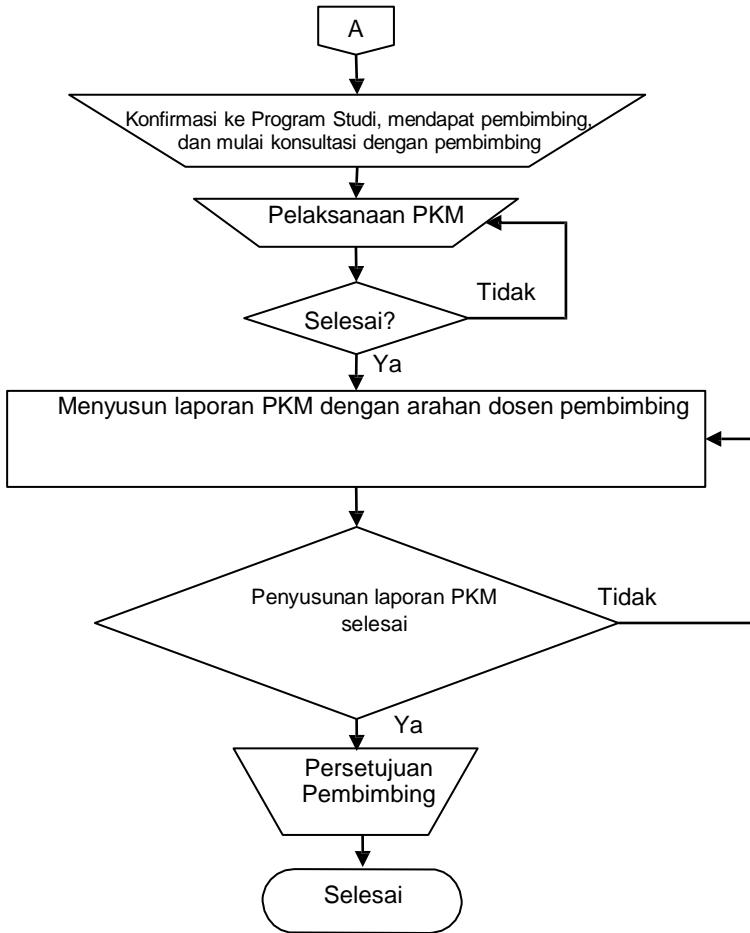 A
Konfirmasi ke Program Studi, mendapat pembimbing,
dan mulai konsultasi dengan pembimbing
Pelaksanaan PKM
Tidak
Selesai?
Ya
Menyusun laporan PKM dengan arahan dosen pembimbing
Penyusunan laporan PKM
selesai
Tidak
Ya
Persetujuan
Pembimbing
Selesai